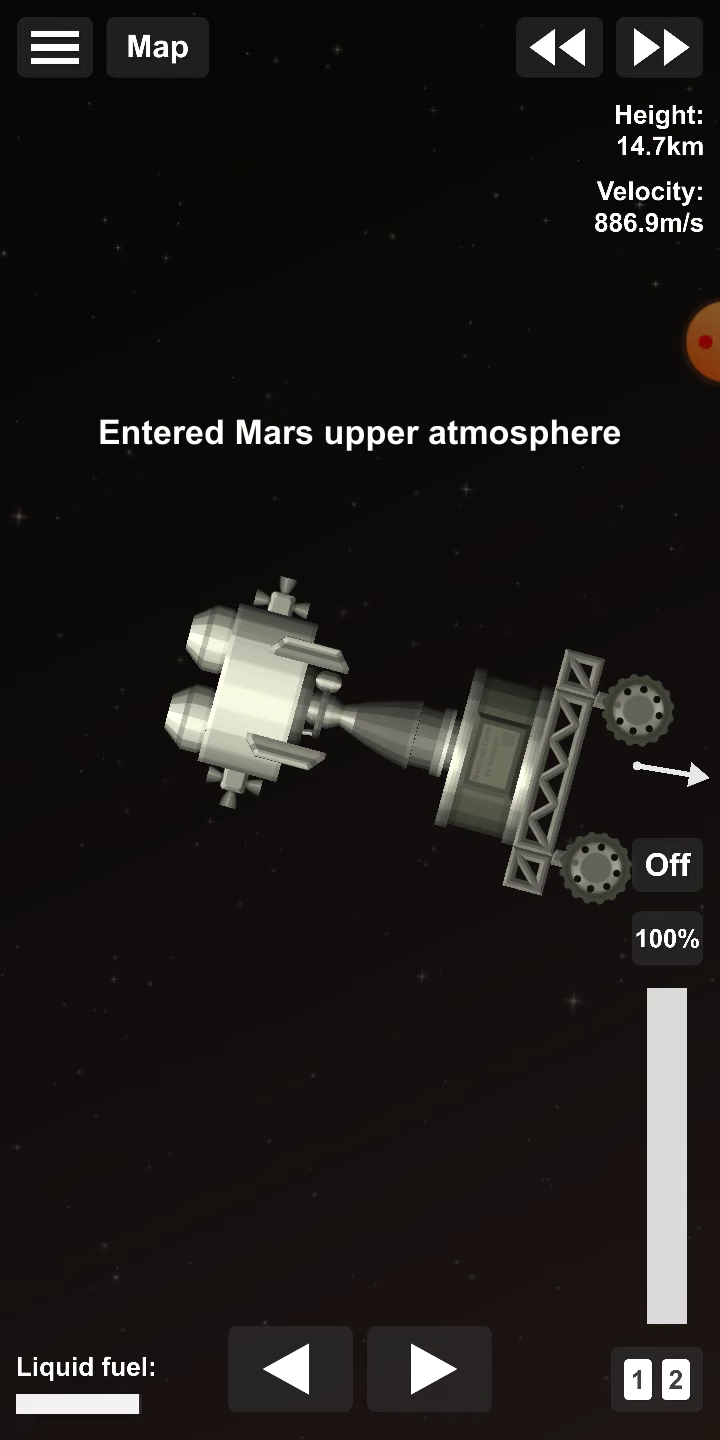 Map
Height:
14.7km
Velocity:
886.9m/s
Entered Mars upper atmosphere
Off
100%
Liquid fuel:
1 2